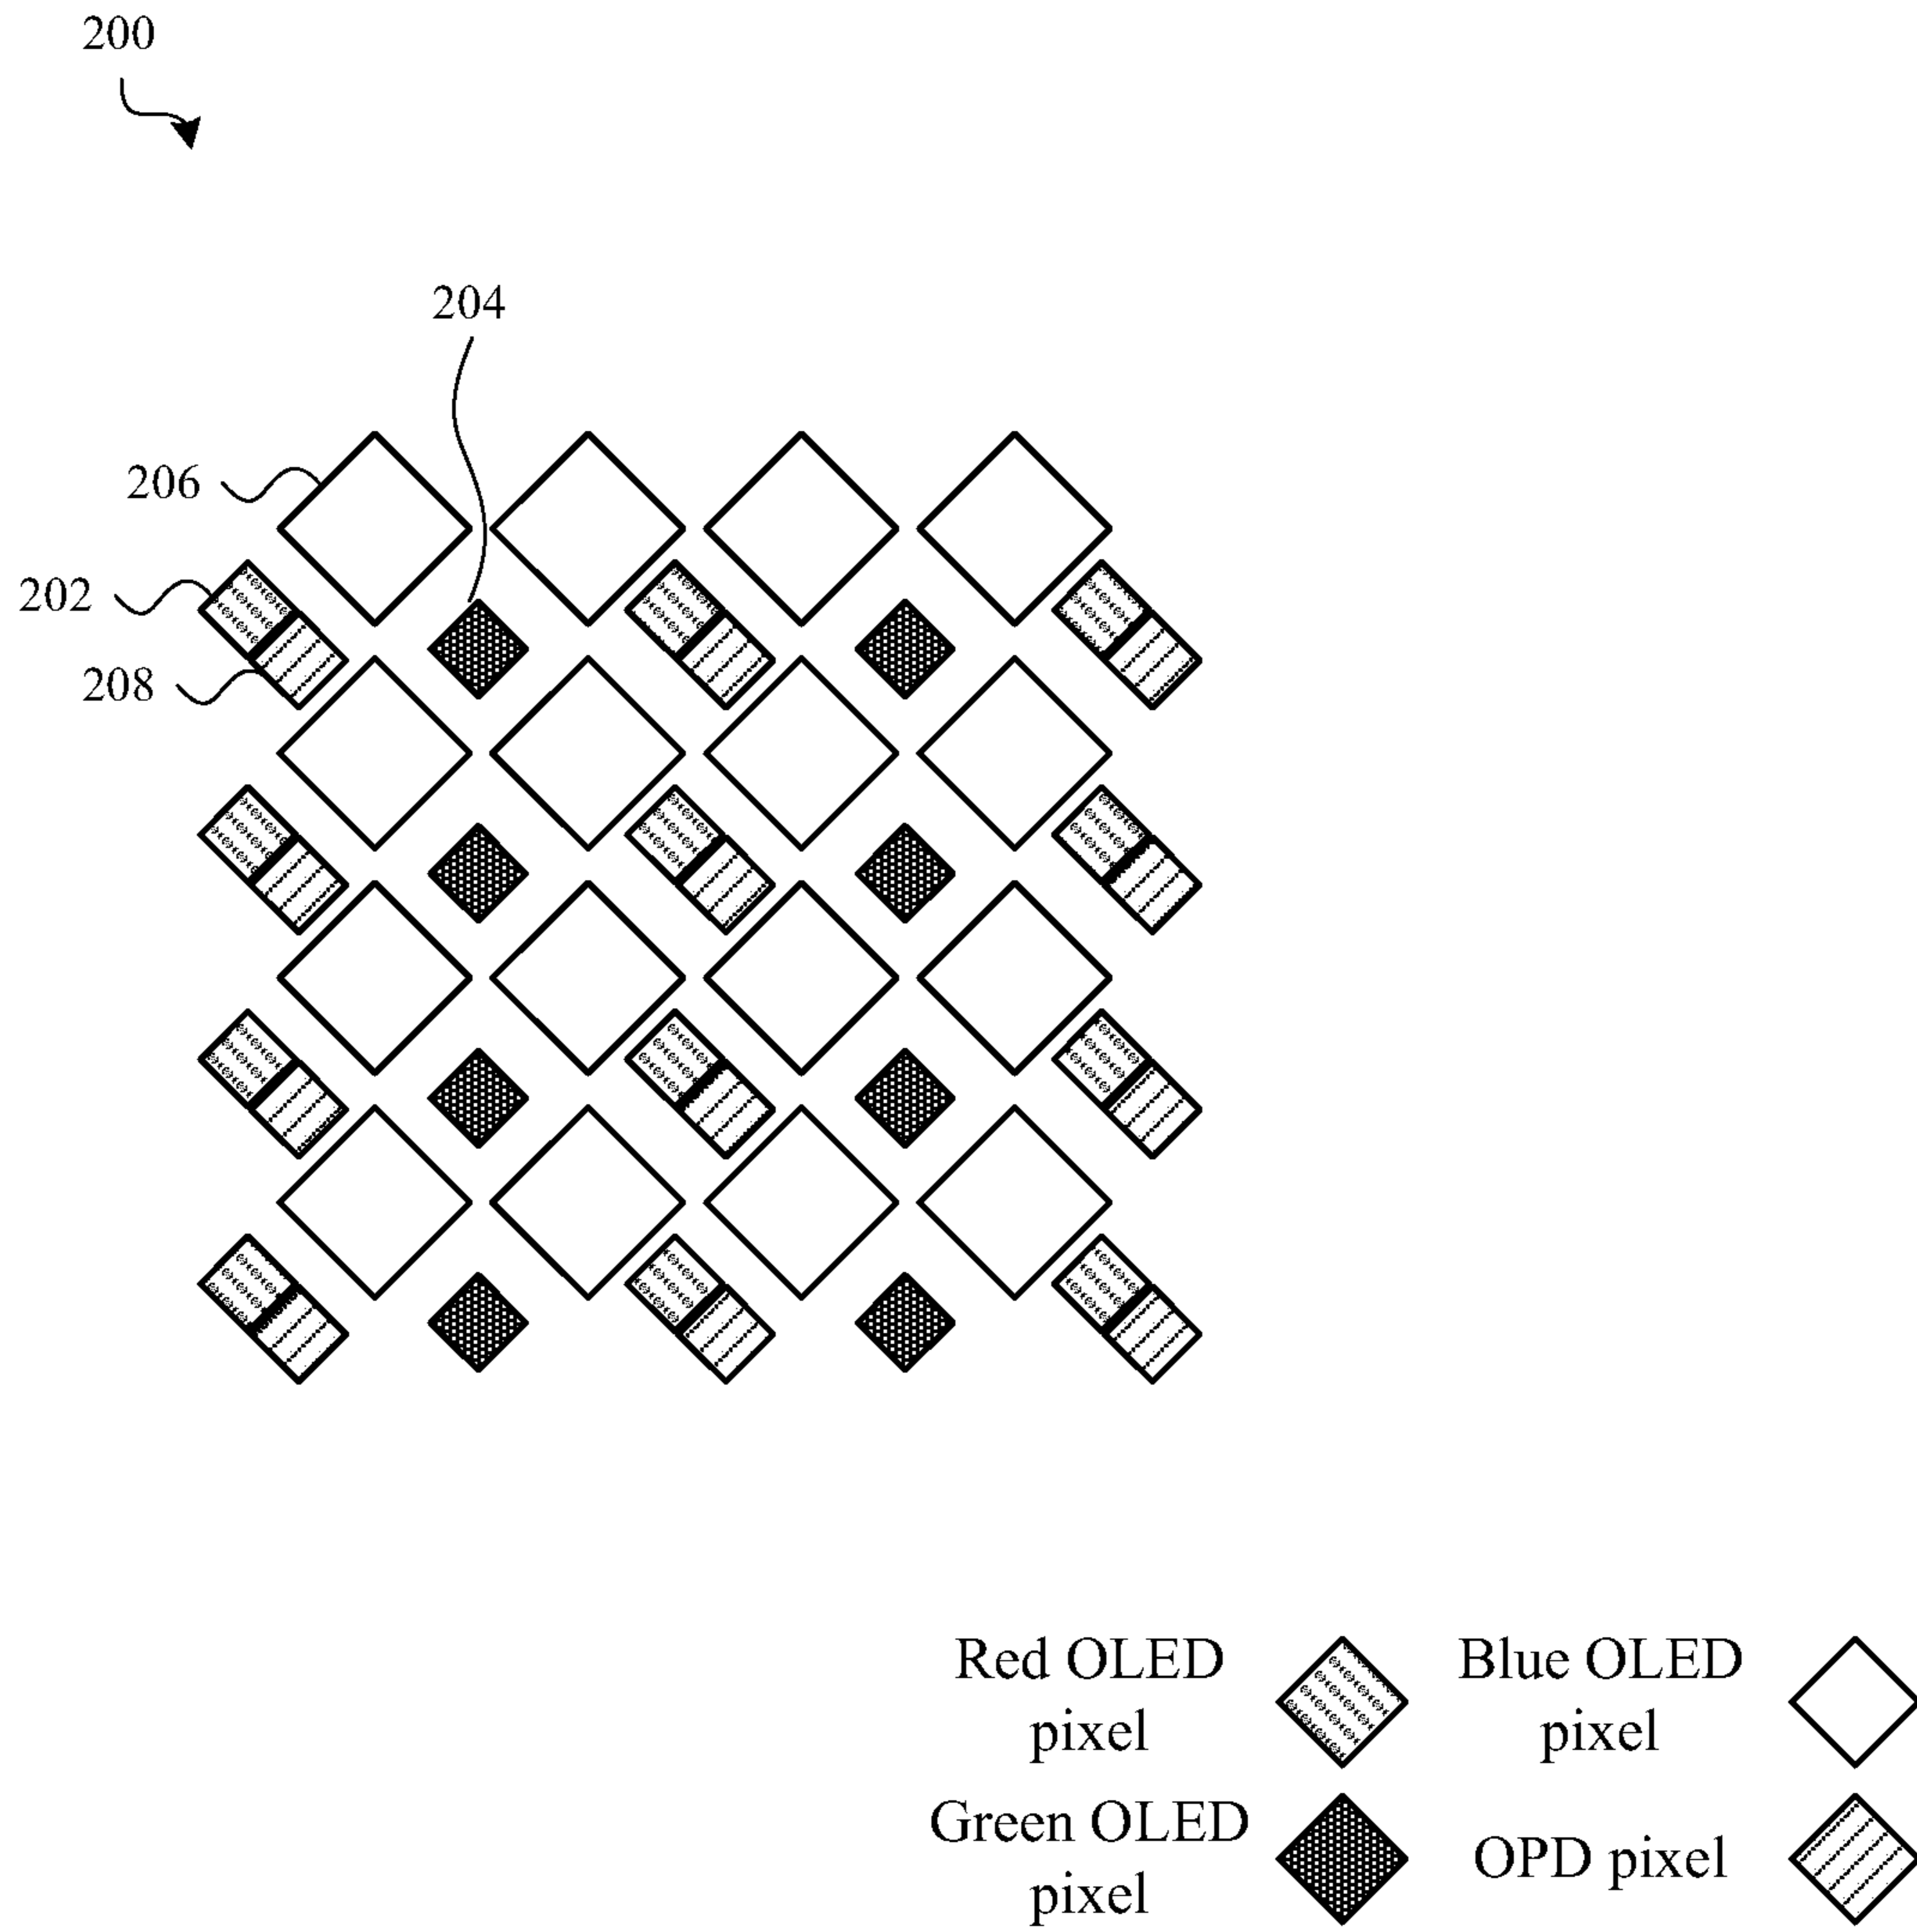 200
204
206
202
208
Red OLED
pixel
Blue OLED
pixel
Green OLED
pixel
OPD pixel